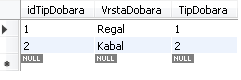 idTipDobara VrstaDobara TipDobara
1 Regal 1
2 Kabal 2
NULL NULL NULL